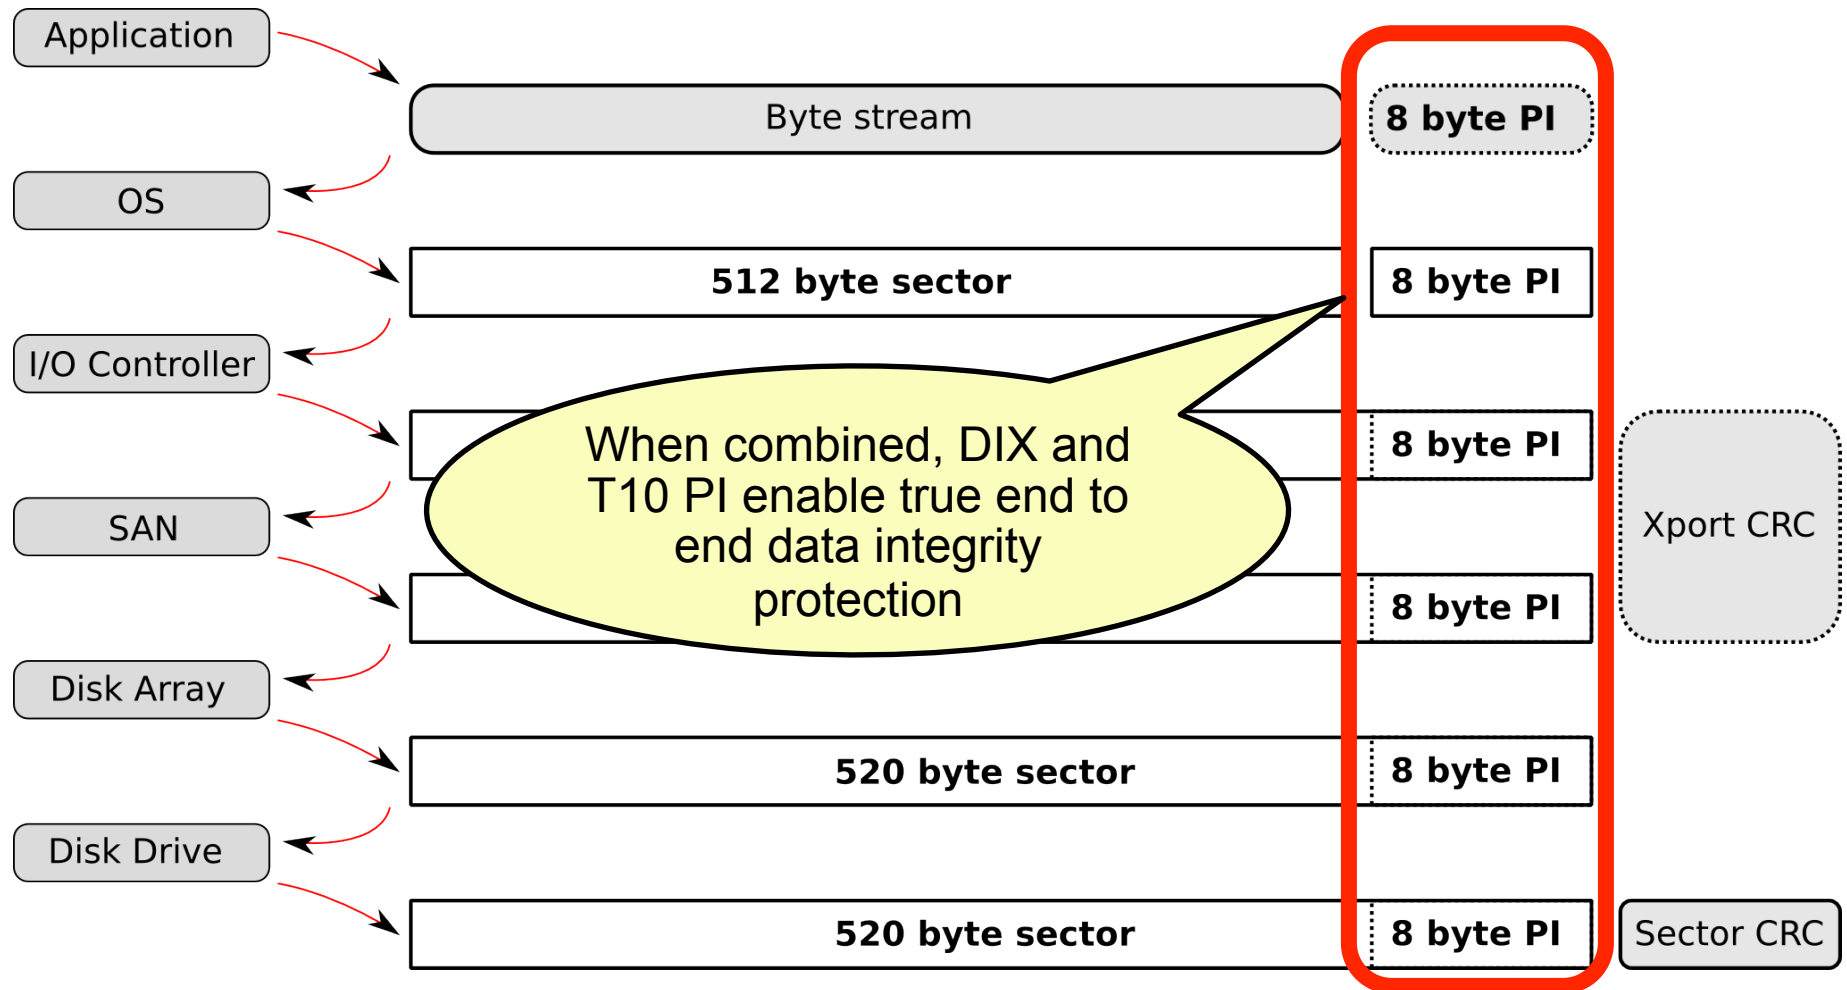 Application
Byte stream
8 byte PI
OS
512 byte sector
8 byte PI
I/O Controller
When combined, DIX and
T10 PI enable true end to
end data integrity
protection
8 byte PI
SAN
Xport CRC
8 byte PI
Disk Array
520 byte sector
8 byte PI
Disk Drive
520 byte sector
8 byte PI
Sector CRC